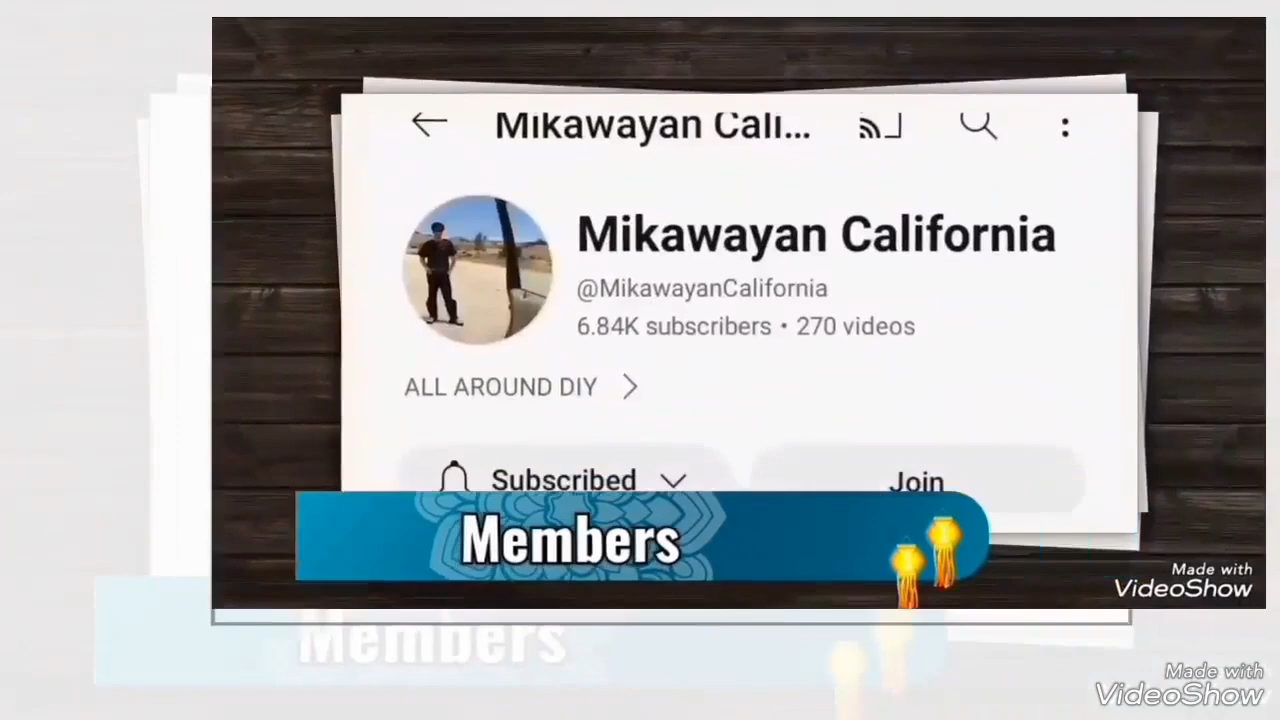 Mikawayan Cali...
Mikawayan California
@MikawayanCalifornia
6.84K subscribers • 270 videos
ALL AROUND DIY
Subscribed
Join
Members
Made with
VideoShow
Members
Made with
VideoShow